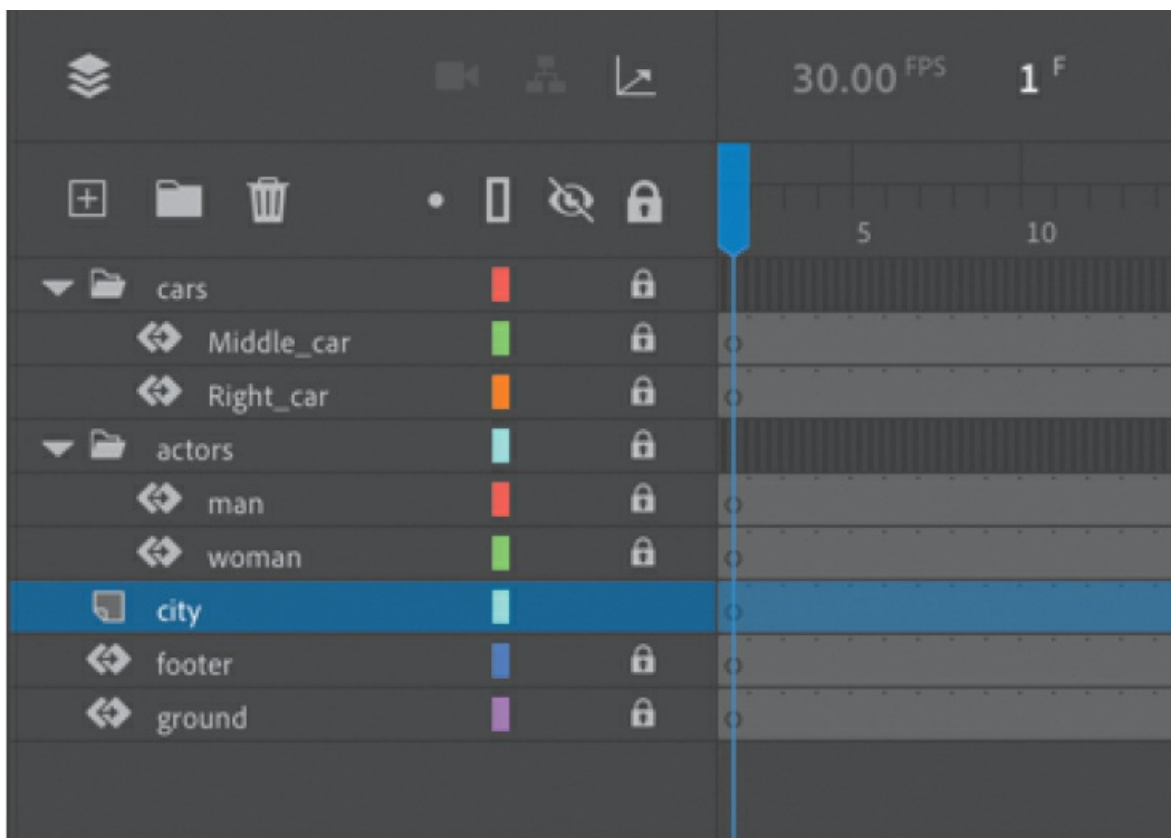 30.00 FPS 1 F
5 10
cars
Middle_car
Right_car
actors
man
woman
city
footer
ground